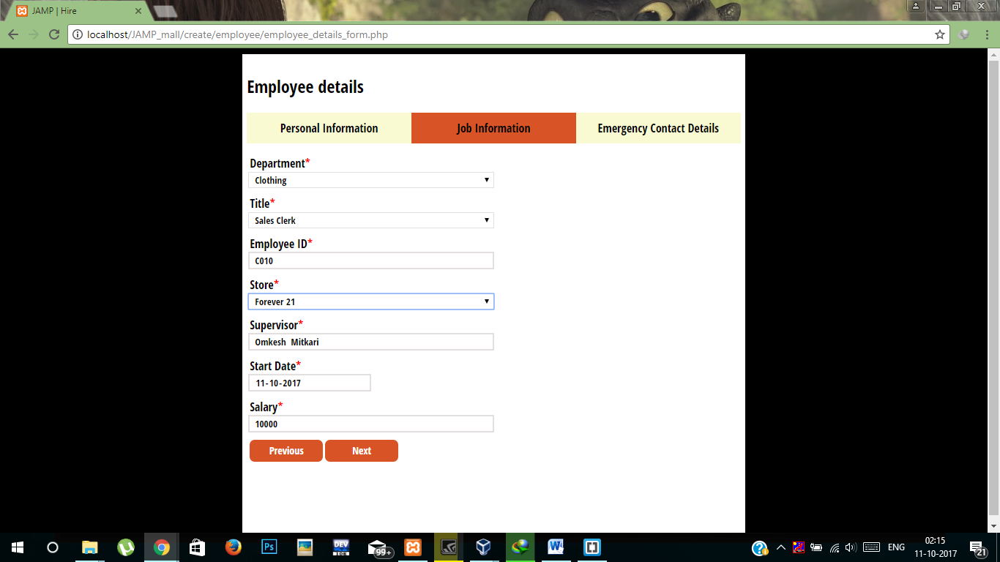 JAMP | Hire
localhost/JAMP_mall/create/employee/employee_details_form.php
Employee details
Personal Information Job Information Emergency Contact Details
Department*
Clothing
Title*
Sales Clerk
Employee ID*
C010
Store*
Forever 21
Supervisor*
Omkesh Mitkari
Start Date*
11-10-2017
Salary*
10000
Previous Next
Ps DEV IDE 99+ W ENG 02:15
11-10-2017 21